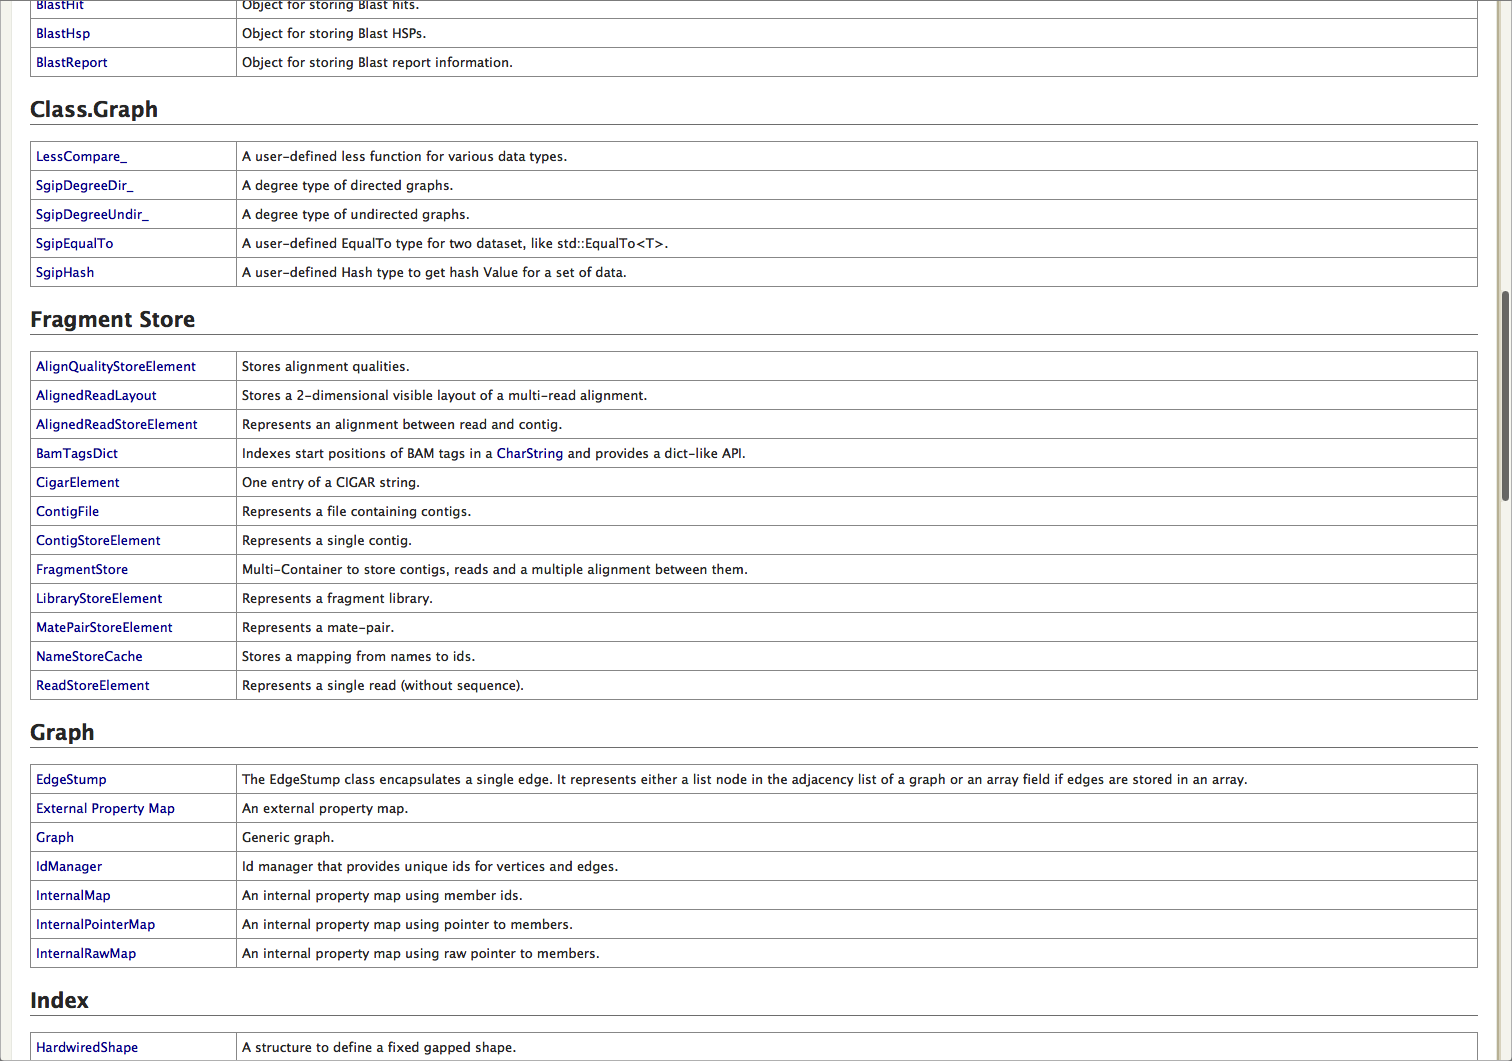 BlastHit Object for storing Blast hits.
BlastHsp Object for storing Blast HSPs.
BlastReport Object for storing Blast report information.
Class.Graph
LessCompare_ A user-defined less function for various data types.
SgipDegreeDir_ A degree type of directed graphs.
SgipDegreeUndir_ A degree type of undirected graphs.
SgipEqualTo A user-defined EqualTo type for two dataset, like std::EqualTo<T>.
SgipHash A user-defined Hash type to get hash Value for a set of data.
Fragment Store
AlignQualityStoreElement Stores alignment qualities.
AlignedReadLayout Stores a 2-dimensional visible layout of a multi-read alignment.
AlignedReadStoreElement Represents an alignment between read and contig.
BamTagsDict Indexes start positions of BAM tags in a CharString and provides a dict-like API.
CigarElement One entry of a CIGAR string.
ContigFile Represents a file containing contigs.
ContigStoreElement Represents a single contig.
FragmentStore Multi-Container to store contigs, reads and a multiple alignment between them.
LibraryStoreElement Represents a fragment library.
MatePairStoreElement Represents a mate-pair.
NameStoreCache Stores a mapping from names to ids.
ReadStoreElement Represents a single read (without sequence).
Graph
EdgeStump The EdgeStump class encapsulates a single edge. It represents either a list node in the adjacency list of a graph or an array field if edges are stored in an array.
External Property Map An external property map.
Graph Generic graph.
IdManager Id manager that provides unique ids for vertices and edges.
InternalMap An internal property map using member ids.
InternalPointerMap An internal property map using pointer to members.
InternalRawMap An internal property map using raw pointer to members.
Index
HardwiredShape A structure to define a fixed gapped shape.